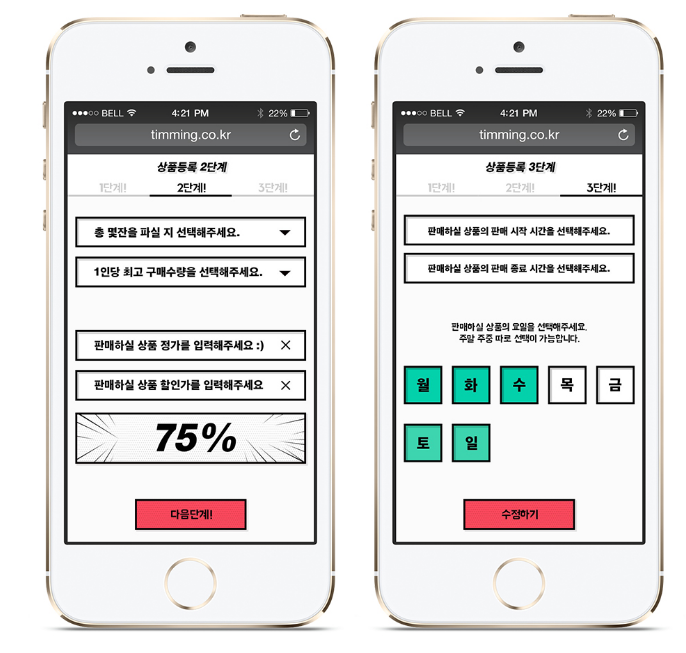 BELL 4:21 PM 22%
timming.co.kr
상품등록 2단계
1단계! 2단계! 3단계!
총 몇잔을 파실 지 선택해주세요.
1인당 최고 구매수량을 선택해주세요.
판매하실 상품 정가를 입력해주세요 :)
판매하실 상품 할인가를 입력해주세요
75%
다음단계!
BELL 4:21 PM 22%
timming.co.kr
상품등록 3단계
1단계! 2단계! 3단계!
판매하실 상품의 판매 시작 시간을 선택해주세요.
판매하실 상품의 판매 종료 시간을 선택해주세요.
판매하실 상품의 요일을 선택해주세요.
주말 주중 따로 선택이 가능합니다.
월 화 수 목 금
토 일
수정하기